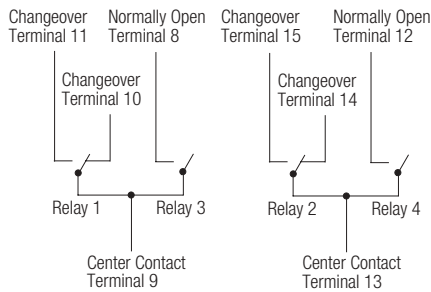 Changeover
Terminal 11
Normally Open
Terminal 8
Changeover
Terminal 15
Normally Open
Terminal 12
Changeover
Terminal 10
Changeover
Terminal 14
Relay 1
Relay 3
Relay 2
Relay 4
Center Contact
Terminal 9
Center Contact
Terminal 13